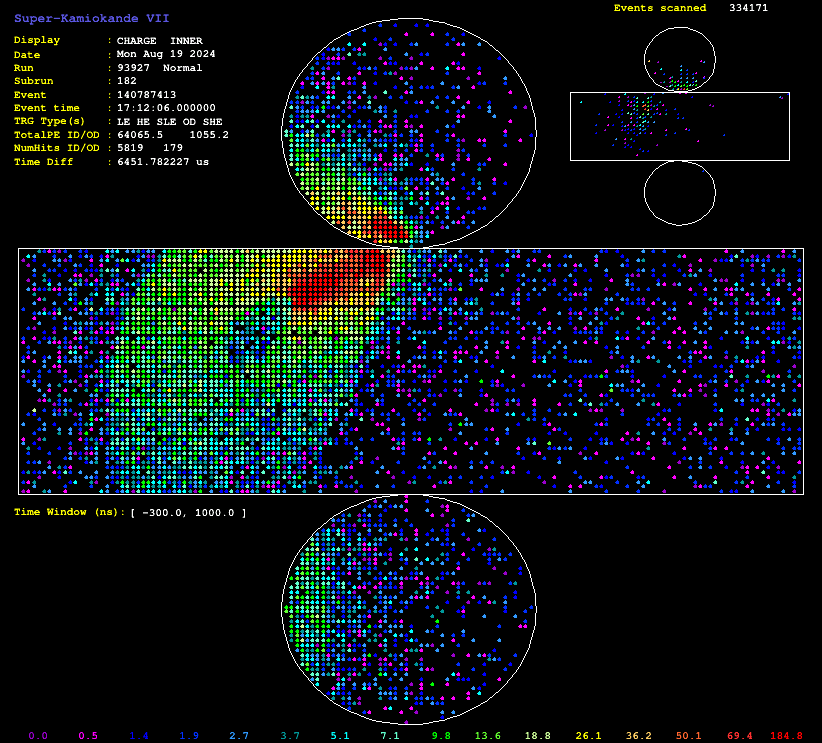 Super-Kamiokande VII
Events scanned 334171
Display : CHARGE INNER
Date : Mon Aug 19 2024
Run : 93927 Normal
Subrun : 182
Event : 140787413
Event time : 17:12:06.000000
TRG Type(s) : LE HE SLE OD SHE
TotalPE ID/OD : 64065.5 1055.2
NumHits ID/OD : 5819 179
Time Diff : 6451.782227 us
Time Window (ns): [ -300.0, 1000.0 ]
0.0 0.5 1.4 1.9 2.7 3.7 5.1 7.1 9.8 13.6 18.8 26.1 36.2 50.1 69.4 184.8